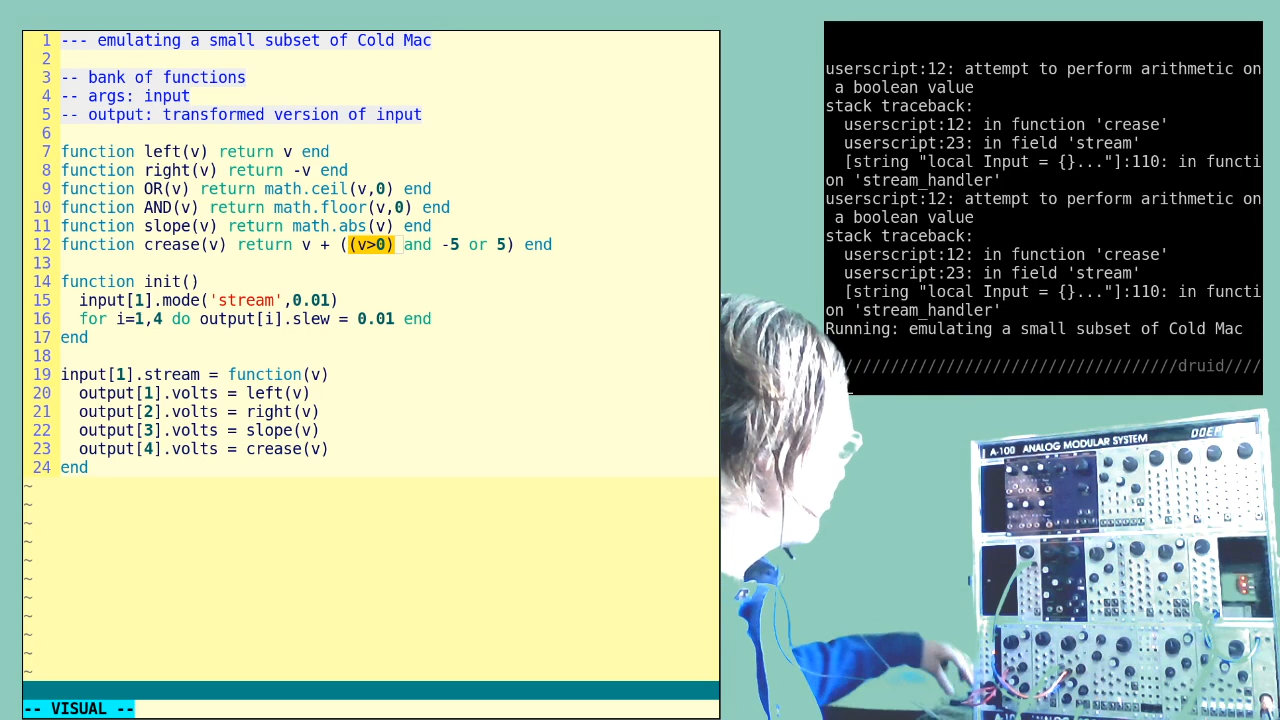 1 --- emulating a small subset of Cold Mac
2
3 -- bank of functions
4 -- args: input
5 -- output: transformed version of input
6
7 function left(v) return v end
8 function right(v) return -v end
9 function OR(v) return math.ceil(v,0) end
10 function AND(v) return math.floor(v,0) end
11 function slope(v) return math.abs(v) end
12 function crease(v) return v + ((v>0) and -5 or 5) end
13
14 function init()
15   input[1].mode('stream',0.01)
16   for i=1,4 do output[i].slew = 0.01 end
17 end
18
19 input[1].stream = function(v)
20   output[1].volts = left(v)
21   output[2].volts = right(v)
22   output[3].volts = slope(v)
23   output[4].volts = crease(v)
24 end
~
~
~
~
~
~
~
~
~
~
~
-- VISUAL --
userscript:12: attempt to perform arithmetic on
 a boolean value
stack traceback:
  userscript:12: in function 'crease'
  userscript:23: in field 'stream'
  [string "local Input = {}..."]:110: in functi
on 'stream_handler'
userscript:12: attempt to perform arithmetic on
 a boolean value
stack traceback:
  userscript:12: in function 'crease'
  userscript:23: in field 'stream'
  [string "local Input = {}..."]:110: in functi
on 'stream_handler'
Running: emulating a small subset of Cold Mac
////////////////////////////////////druid////
A-100 ANALOG MODULAR SYSTEM